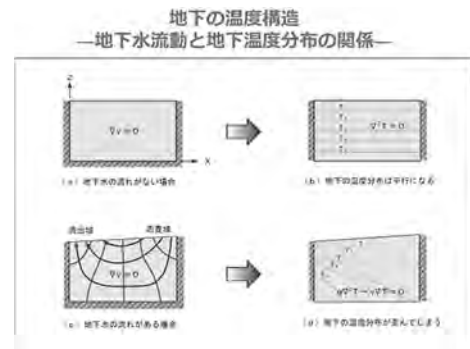 地下の温度構造
―地下水流動と地下温度分布の関係―
Z
∇v=0
X
(a) 地下水の流れがない場合
∇²T=0
(b) 地下の温度分布は平行になる
流出域
涵養域
∇v=0
(c) 地下水の流れがある場合
(d) 地下の温度分布が歪んでしまう